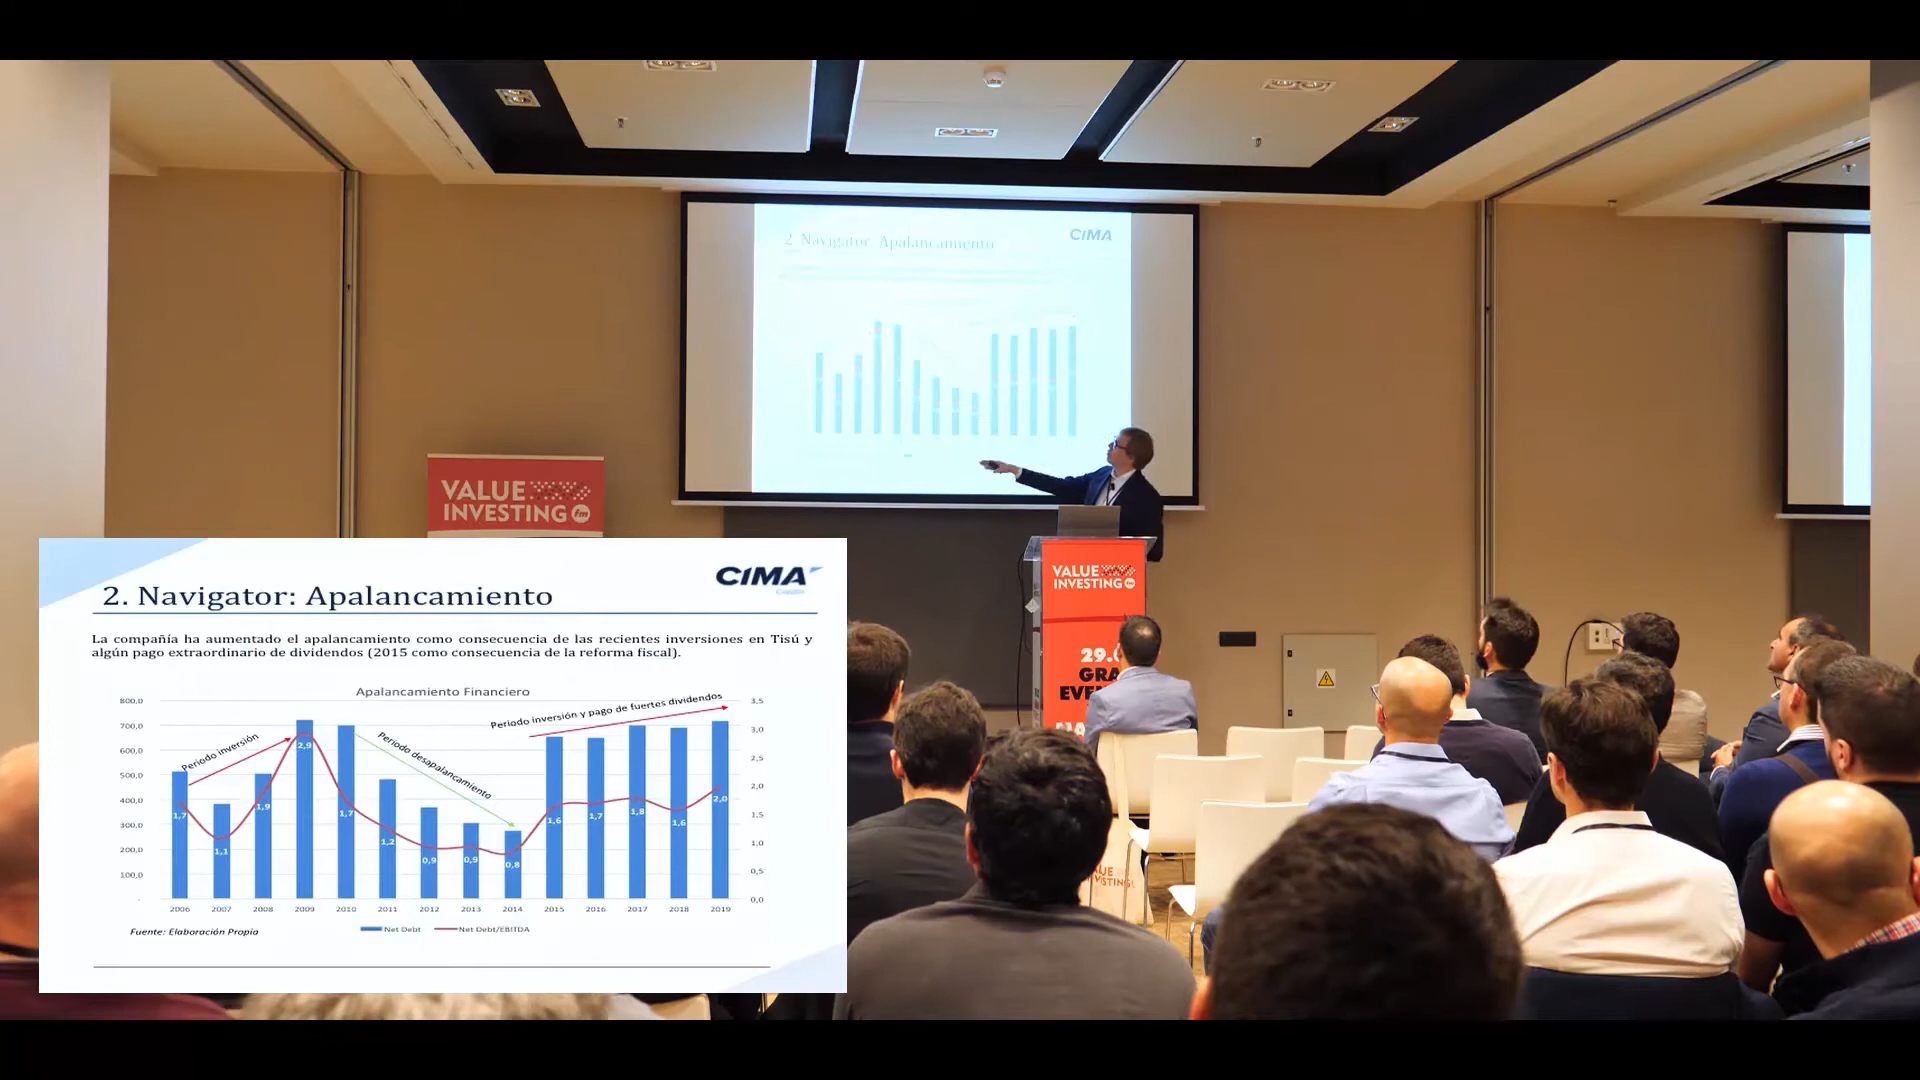 2. Navigator: Apalancamiento
CIMA
VALUE
INVESTING fm
VALUE
INVESTING fm
29.
GRA
EVEN
CIMA
2. Navigator: Apalancamiento
La compañía ha aumentado el apalancamiento como consecuencia de las recientes inversiones en Tisú y
algún pago extraordinario de dividendos (2015 como consecuencia de la reforma fiscal).
Apalancamiento Financiero
800,0
700,0
600,0
500,0
400,0
300,0
200,0
100,0
-
3,5
3,0
2,5
2,0
1,5
1,0
0,5
0,0
Periodo inversión
Periodo desapalancamiento
Periodo inversión y pago de fuertes dividendos
1,7
1,1
1,9
2,9
1,7
1,2
0,9
0,9
0,8
1,6
1,7
1,8
1,6
2,0
2006 2007 2008 2009 2010 2011 2012 2013 2014 2015 2016 2017 2018 2019
Net Debt Net Debt/EBITDA
Fuente: Elaboración Propia